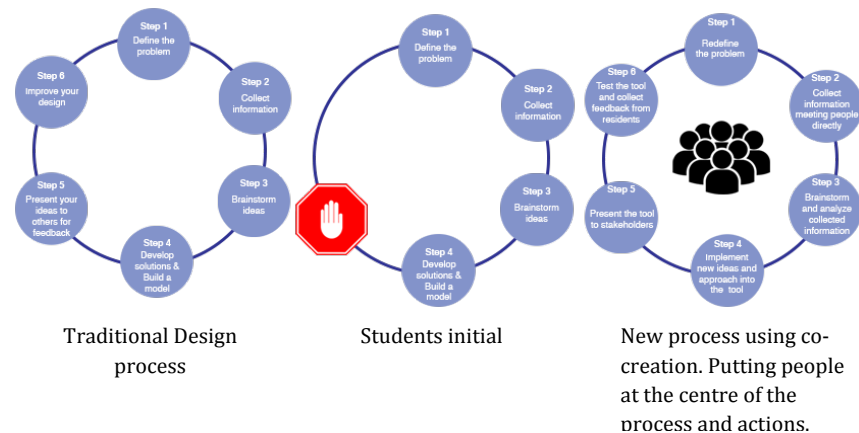 Step 1
Define the
problem
Step 2
Collect
information
Step 3
Brainstorm
ideas
Step 4
Develop
solutions &
Build a
model
Step 5
Present your
ideas to
others for
feedback
Step 6
Improve your
design
Traditional Design
process
Step 1
Define the
problem
Step 2
Collect
information
Step 3
Brainstorm
ideas
Step 4
Develop
solutions &
Build a
model
Students initial
Step 1
Redefine
the problem
Step 2
Collect
information
meeting people
directly
Step 3
Brainstorm
and analyze
collected
information
Step 4
Implement
new ideas and
approach into
the tool
Step 5
Present the tool
to stakeholders
Step 6
Test the tool
and collect
feedback from
residents
New process using co-
creation. Putting people
at the centre of the
process and actions.